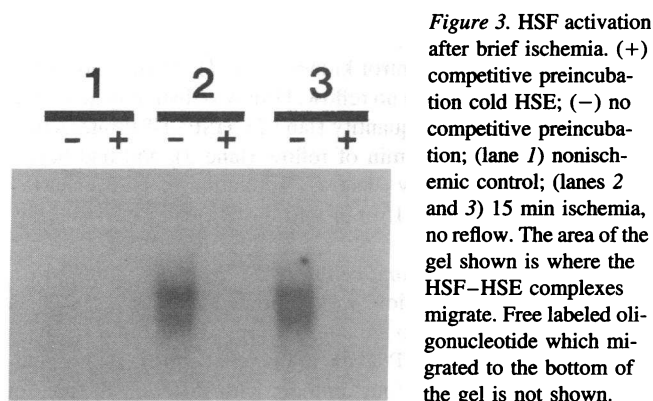 1 2 3
− + − + − +
Figure 3. HSF activation
after brief ischemia. (+)
competitive preincuba-
tion cold HSE; (−) no
competitive preincuba-
tion; (lane 1) nonisch-
emic control; (lanes 2
and 3) 15 min ischemia,
no reflow. The area of the
gel shown is where the
HSF–HSE complexes
migrate. Free labeled oli-
gonucleotide which mi-
grated to the bottom of
the gel is not shown.